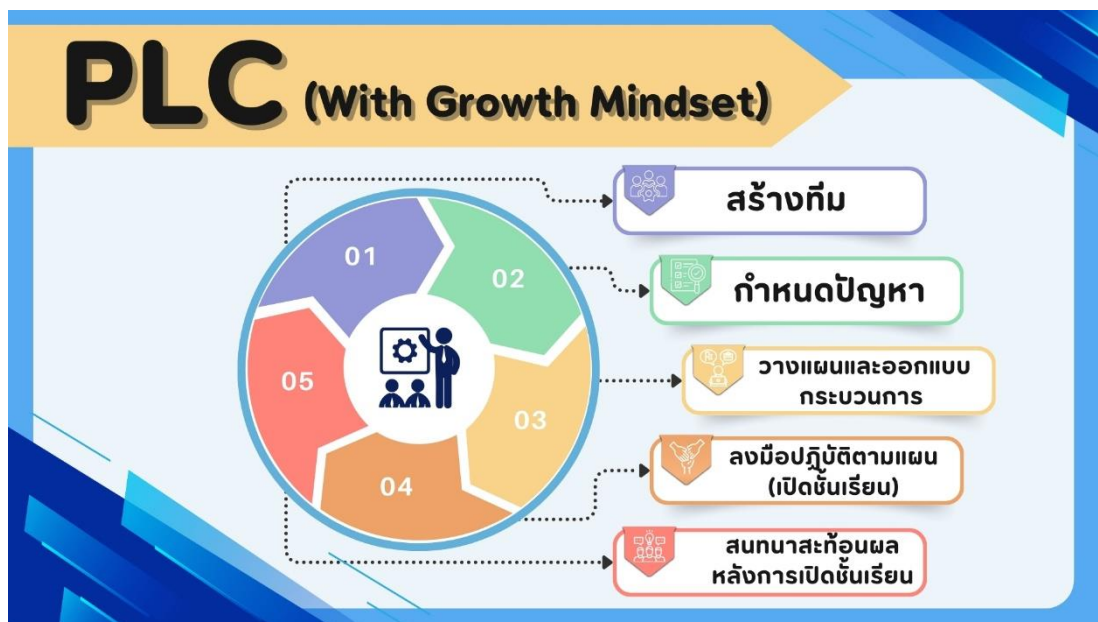 PLC (With Growth Mindset)
01
สร้างทีม
02
กำหนดปัญหา
03
วางแผนและออกแบบ
กระบวนการ
04
ลงมือปฏิบัติตามแผน
(เปิดชั้นเรียน)
05
สนทนาสะท้อนผล
หลังการเปิดชั้นเรียน